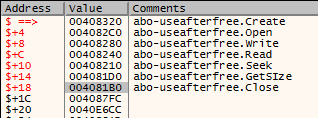 Address Value Comments
$ ==> 00408320 abo-useafterfree.Create
$+4 004082C0 abo-useafterfree.Open
$+8 00408280 abo-useafterfree.Write
$+C 00408240 abo-useafterfree.Read
$+10 00408210 abo-useafterfree.Seek
$+14 004081D0 abo-useafterfree.GetSIze
$+18 004081B0 abo-useafterfree.Close
$+1C 004087FC
$+20 0040E6CC